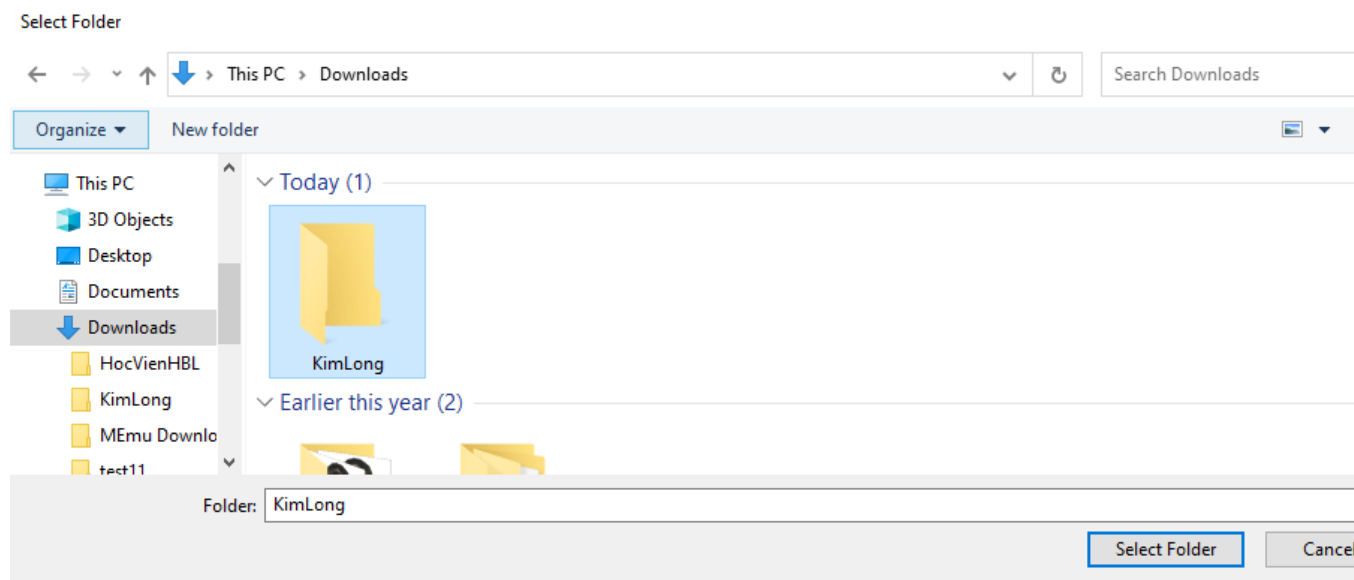 Select Folder
This PC > Downloads
Search Downloads
Organize
New folder
This PC
3D Objects
Desktop
Documents
Downloads
HocVienHBL
KimLong
MEmu Downlo
test11
Today (1)
KimLong
Earlier this year (2)
Folder: KimLong
Select Folder
Cancel